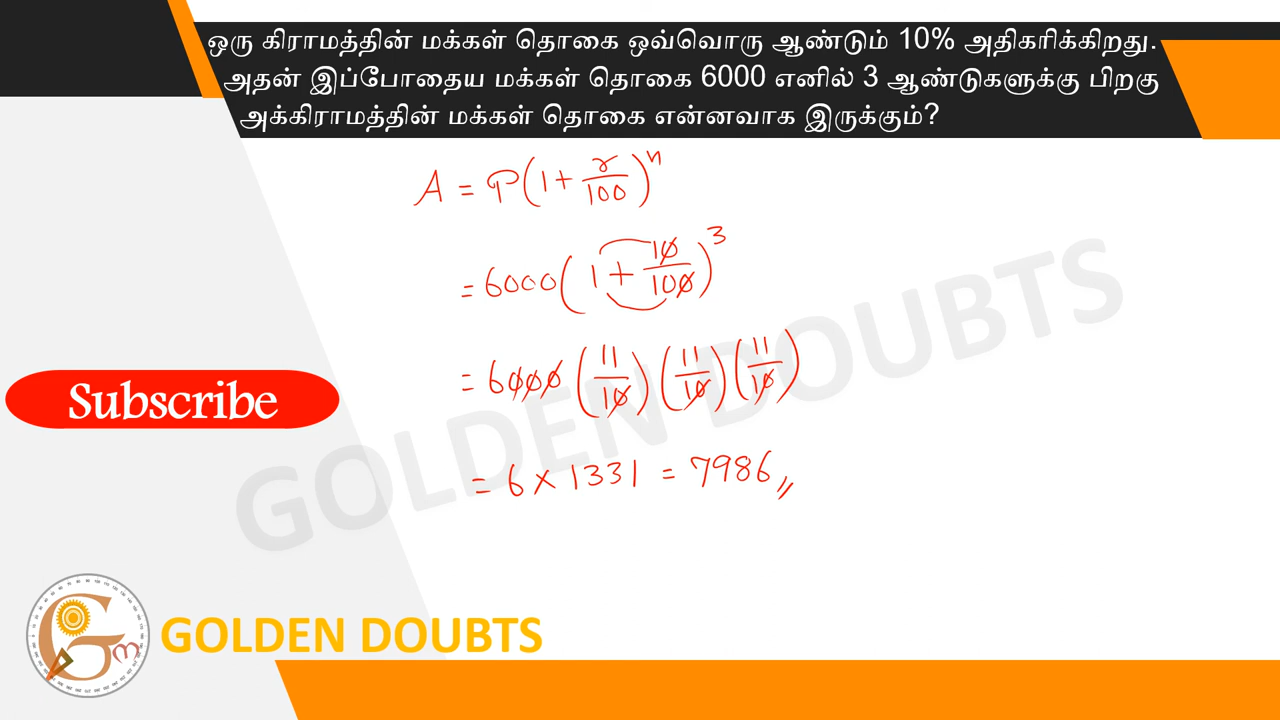 ஒரு கிராமத்தின் மக்கள் தொகை ஒவ்வொரு ஆண்டும் 10% அதிகரிக்கிறது.
அதன் இப்போதைய மக்கள் தொகை 6000 எனில் 3 ஆண்டுகளுக்கு பிறகு
அக்கிராமத்தின் மக்கள் தொகை என்னவாக இருக்கும்?
A = P(1 + r/100)^n
= 6000(1 + 10/100)^3
= 6000 (11/10) (11/10) (11/10)
= 6 × 1331 = 7986 //
Subscribe
GOLDEN DOUBTS
GOLDEN DOUBTS